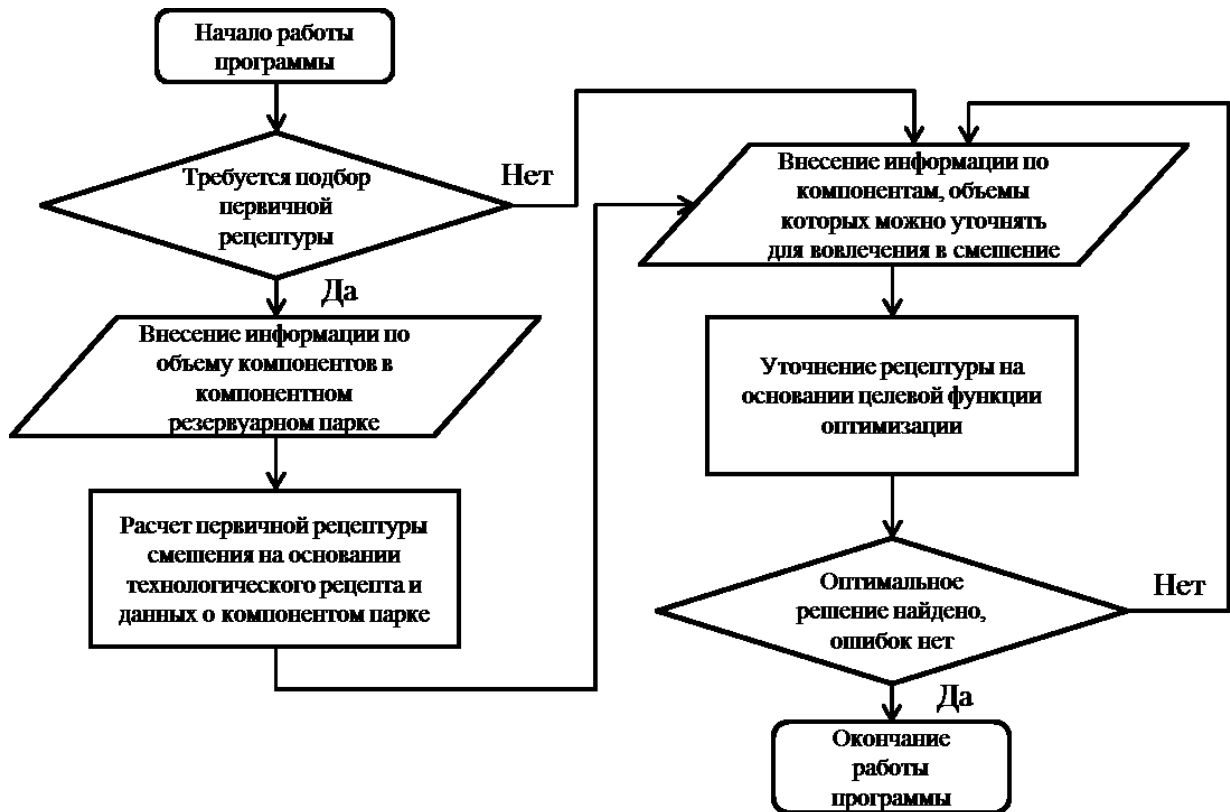 Начало работы
программы
Требуется подбор
первичной
рецептуры
Нет
Да
Внесение информации по
объему компонентов в
компонентном
резервуарном парке
Расчет первичной рецептуры
смешения на основании
технологического рецепта и
данных о компонентом парке
Внесение информации по
компонентам, объемы
которых можно уточнять
для вовлечения в смешение
Уточнение рецептуры на
основании целевой функции
оптимизации
Оптимальное
решение найдено,
ошибок нет
Нет
Да
Окончание
работы
программы